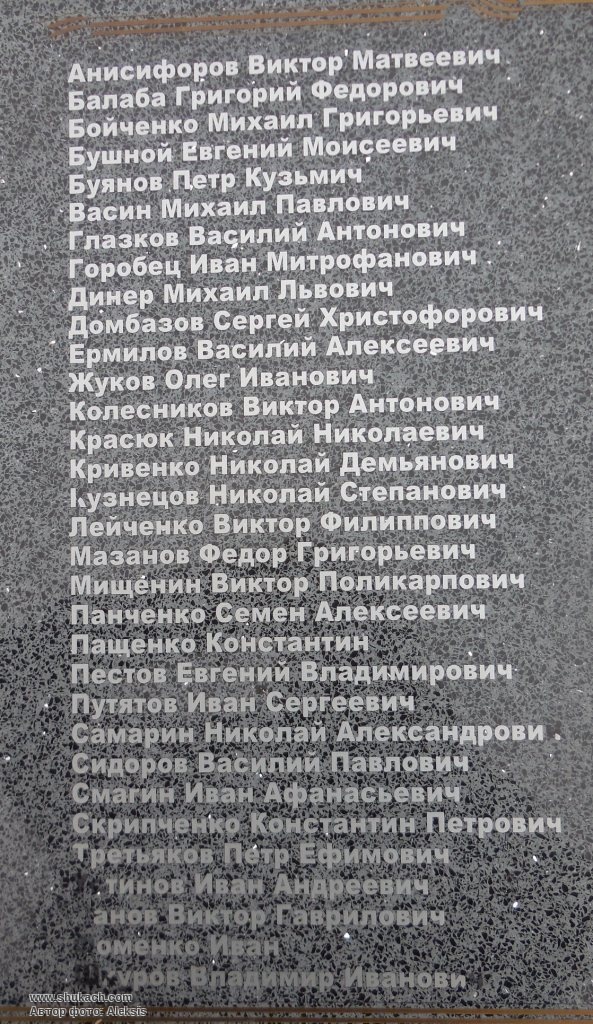 Анисифоров Виктор Матвеевич
Балаба Григорий Федорович
Бойченко Михаил Григорьевич
Бушной Евгений Моисеевич
Буянов Петр Кузьмич
Васин Михаил Павлович
Глазков Василий Антонович
Горобец Иван Митрофанович
Динер Михаил Львович
Домбазов Сергей Христофорович
Ермилов Василий Алексеевич
Жуков Олег Иванович
Колесников Виктор Антонович
Красюк Николай Николаевич
Кривенко Николай Демьянович
Кузнецов Николай Степанович
Лейченко Виктор Филиппович
Мазанов Федор Григорьевич
Мищенин Виктор Поликарпович
Панченко Семен Алексеевич
Пащенко Константин
Пестов Евгений Владимирович
Путятов Иван Сергеевич
Самарин Николай Александрови
Сидоров Василий Павлович
Смагин Иван Афанасьевич
Скрипченко Константин Петрович
Третьяков Петр Ефимович
тинов Иван Андреевич
анов Виктор Гаврилович
оменко Иван
Владимир Иванови
www.shukach.com
Автор фото: Aleksis